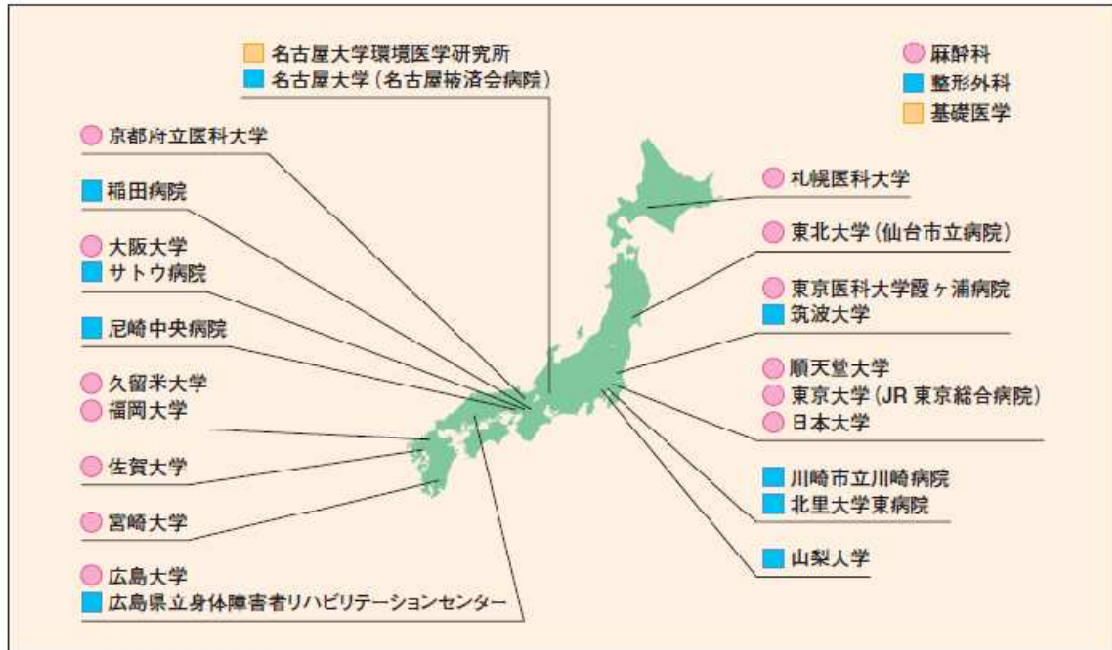 名古屋大学環境医学研究所
名古屋大学(名古屋掖済会病院)
麻酔科
整形外科
基礎医学
京都府立医科大学
稲田病院
大阪大学
サトウ病院
尼崎中央病院
久留米大学
福岡大学
佐賀大学
宮崎大学
広島大学
広島県立身体障害者リハビリテーションセンター
札幌医科大学
東北大学(仙台市立病院)
東京医科大学霞ヶ浦病院
筑波大学
順天堂大学
東京大学(JR 東京総合病院)
日本大学
川崎市立川崎病院
北里大学東病院
山梨大学